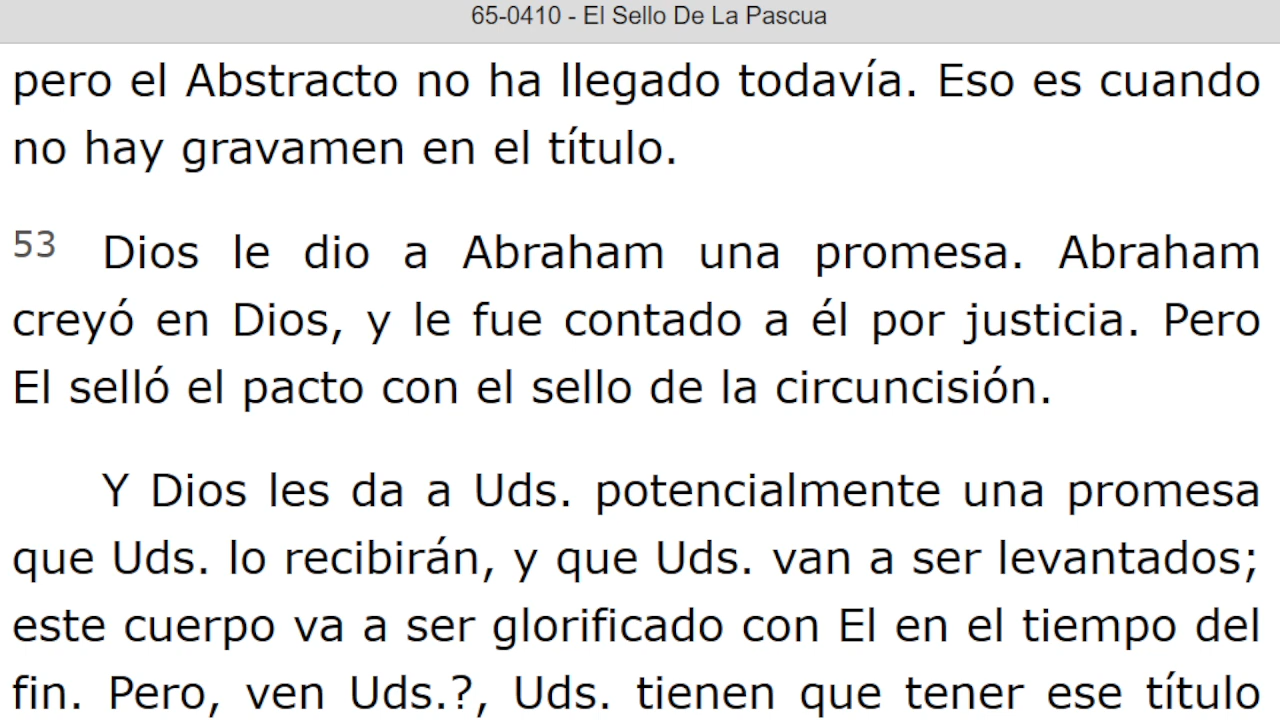 65-0410 - El Sello De La Pascua
pero el Abstracto no ha llegado todavía. Eso es cuando
no hay gravamen en el título.
53 Dios le dio a Abraham una promesa. Abraham
creyó en Dios, y le fue contado a él por justicia. Pero
El selló el pacto con el sello de la circuncisión.
Y Dios les da a Uds. potencialmente una promesa
que Uds. lo recibirán, y que Uds. van a ser levantados;
este cuerpo va a ser glorificado con El en el tiempo del
fin. Pero, ven Uds.?, Uds. tienen que tener ese título